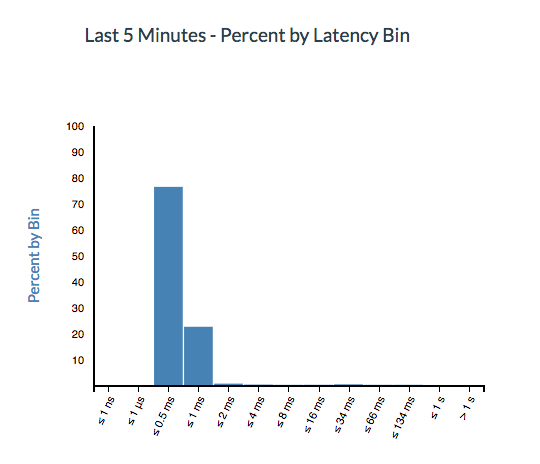 Last 5 Minutes - Percent by Latency Bin
Percent by Bin
100
90
80
70
60
50
40
30
20
10
≤ 1 ns
≤ 1 µs
≤ 0.5 ms
≤ 1 ms
≤ 2 ms
≤ 4 ms
≤ 8 ms
≤ 16 ms
≤ 34 ms
≤ 66 ms
≤ 134 ms
≤ 1 s
> 1 s